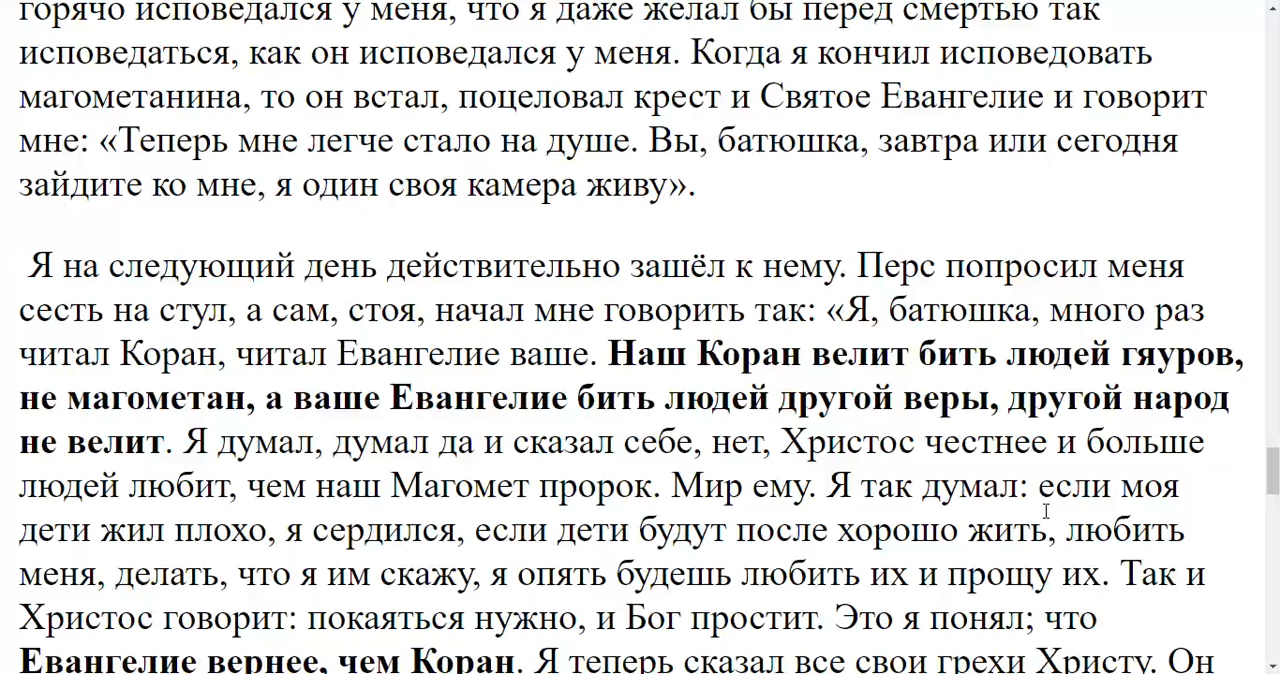 горячо исповедался у меня, что я даже желал бы перед смертью так
исповедаться, как он исповедался у меня. Когда я кончил исповедовать
магометанина, то он встал, поцеловал крест и Святое Евангелие и говорит
мне: «Теперь мне легче стало на душе. Вы, батюшка, завтра или сегодня
зайдите ко мне, я один своя камера живу».
Я на следующий день действительно зашёл к нему. Перс попросил меня
сесть на стул, а сам, стоя, начал мне говорить так: «Я, батюшка, много раз
читал Коран, читал Евангелие ваше. Наш Коран велит бить людей гяуров,
не магометан, а ваше Евангелие бить людей другой веры, другой народ
не велит. Я думал, думал да и сказал себе, нет, Христос честнее и больше
людей любит, чем наш Магомет пророк. Мир ему. Я так думал: если моя
дети жил плохо, я сердился, если дети будут после хорошо жить, любить
меня, делать, что я им скажу, я опять будешь любить их и прощу их. Так и
Христос говорит: покаяться нужно, и Бог простит. Это я понял; что
Евангелие вернее, чем Коран. Я теперь сказал все свои грехи Христу. Он